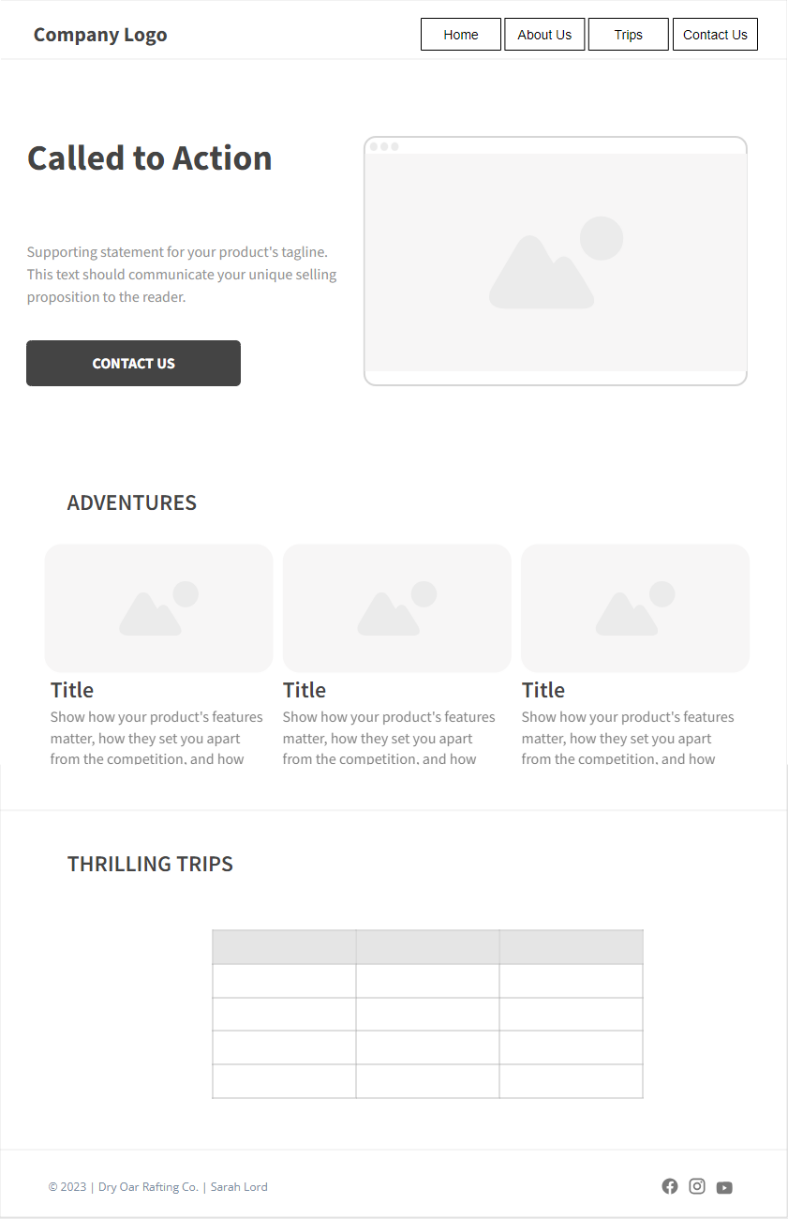 Company Logo
Home
About Us
Trips
Contact Us
Called to Action
Supporting statement for your product's tagline.
This text should communicate your unique selling
proposition to the reader.
CONTACT US
ADVENTURES
Title
Show how your product's features
matter, how they set you apart
from the competition, and how
Title
Show how your product's features
matter, how they set you apart
from the competition, and how
Title
Show how your product's features
matter, how they set you apart
from the competition, and how
THRILLING TRIPS
© 2023 | Dry Oar Rafting Co. | Sarah Lord